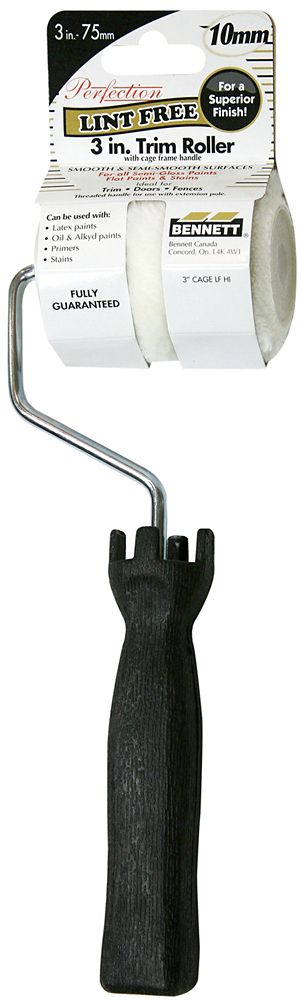 3 in.- 75mm
10mm
Perfection
LINT FREE
For a
Superior
Finish!
3 in. Trim Roller
with cage frame handle
SMOOTH & SEMI-SMOOTH SURFACES
For all Semi-Gloss Paints
Flat Paints & Stains
Ideal for
Trim • Doors • Fences
Threaded handle for use with extension pole.
Can be used with:
• Latex paints
• Oil & Alkyd paints
• Primers
• Stains
FULLY
GUARANTEED
BENNETT®
Bennett Canada
Concord, On. L4K 4W3
3" CAGE LF HI